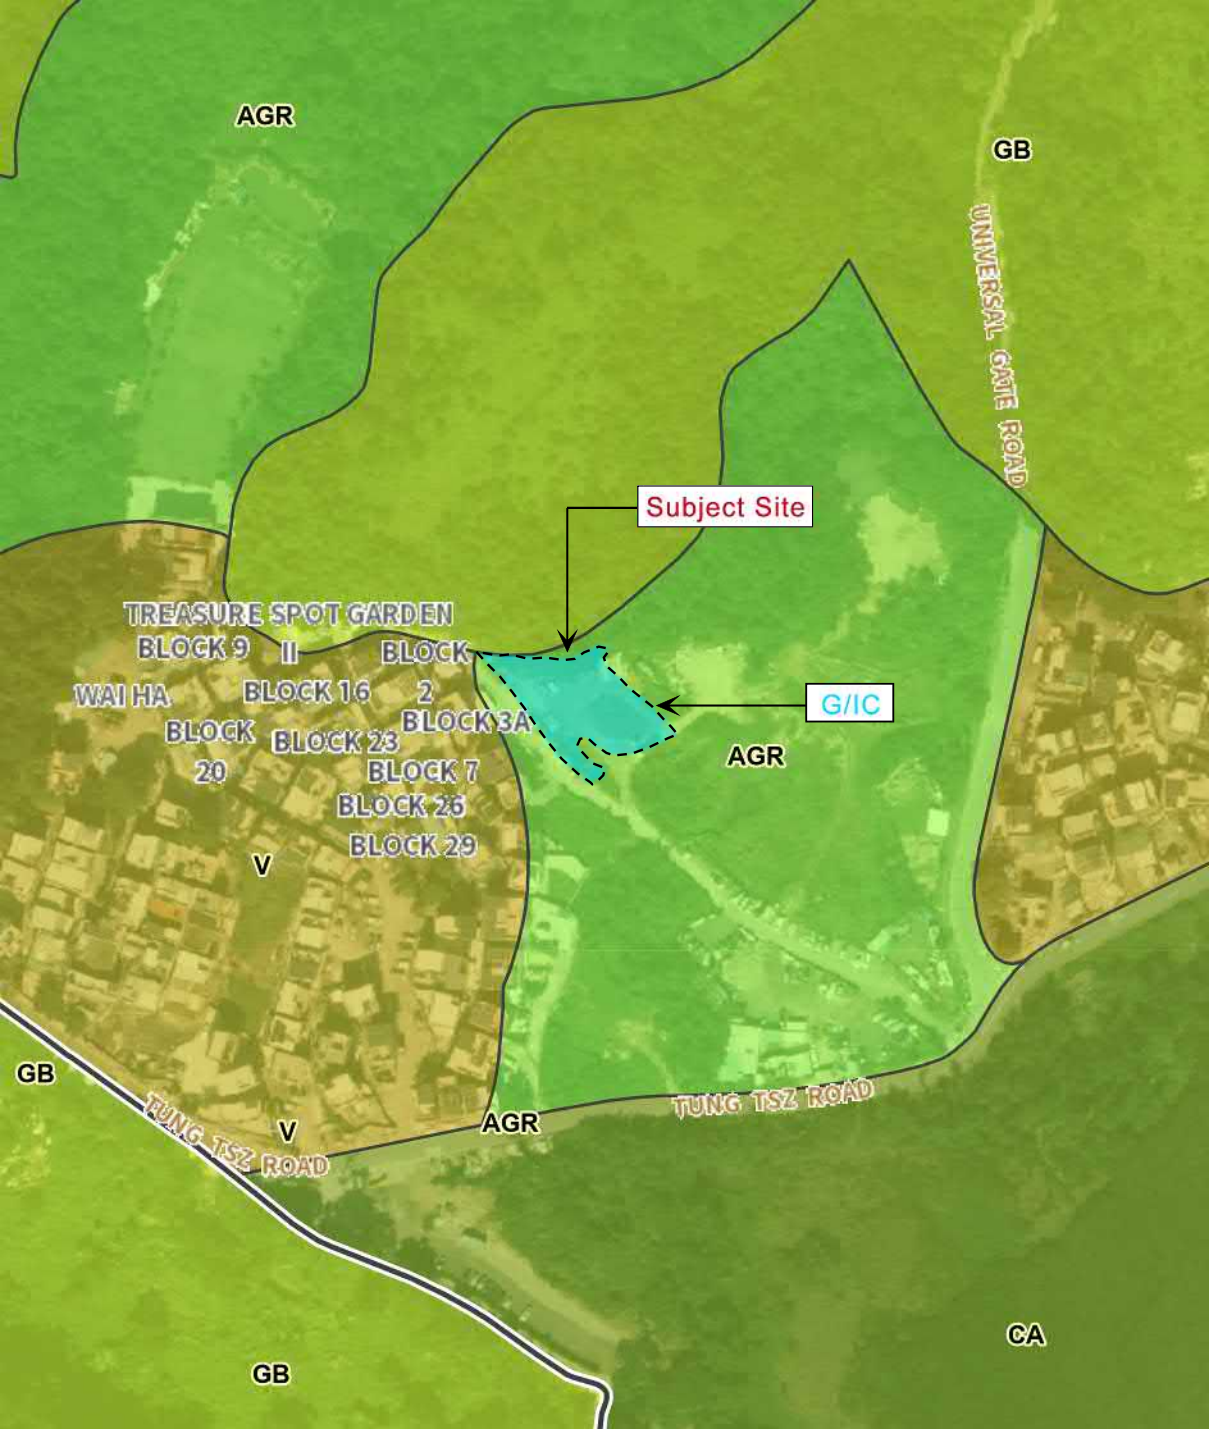 AGR
GB
UNIVERSAL GATE ROAD
Subject Site
TREASURE SPOT GARDEN
BLOCK 9
II
BLOCK
WAI HA
BLOCK 16
2
G/IC
BLOCK 3A
BLOCK
BLOCK 23
AGR
20
BLOCK 7
BLOCK 26
BLOCK 29
V
GB
TUNG TSZ ROAD
TUNG TSZ ROAD
AGR
V
CA
GB